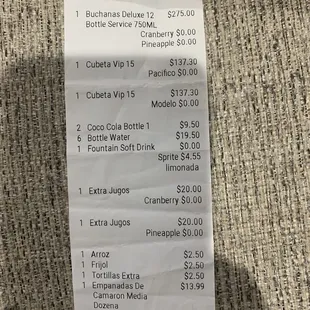 1 Buchanas Deluxe 12 $275.00
Bottle Service 750ML
Cranberry $0.00
Pineapple $0.00
1 Cubeta Vip 15 $137.30
Pacifico $0.00
1 Cubeta Vip 15 $137.30
Modelo $0.00
2 Coco Cola Bottle 1 $9.50
6 Bottle Water $19.50
1 Fountain Soft Drink $0.00
Sprite $4.55
limonada
1 Extra Jugos $20.00
Cranberry $0.00
1 Extra Jugos $20.00
Pineapple $0.00
1 Arroz $2.50
1 Frijol $2.50
1 Tortillas Extra $2.50
1 Empanadas De $13.99
Camaron Media
Dozena